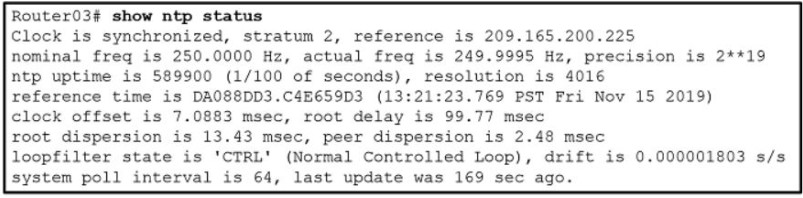 Router03# show ntp status
Clock is synchronized, stratum 2, reference is 209.165.200.225
nominal freq is 250.0000 Hz, actual freq is 249.9995 Hz, precision is 2**19
ntp uptime is 589900 (1/100 of seconds), resolution is 4016
reference time is DA088DD3.C4E659D3 (13:21:23.769 PST Fri Nov 15 2019)
clock offset is 7.0883 msec, root delay is 99.77 msec
root dispersion is 13.43 msec, peer dispersion is 2.48 msec
loopfilter state is 'CTRL' (Normal Controlled Loop), drift is 0.000001803 s/s
system poll interval is 64, last update was 169 sec ago.